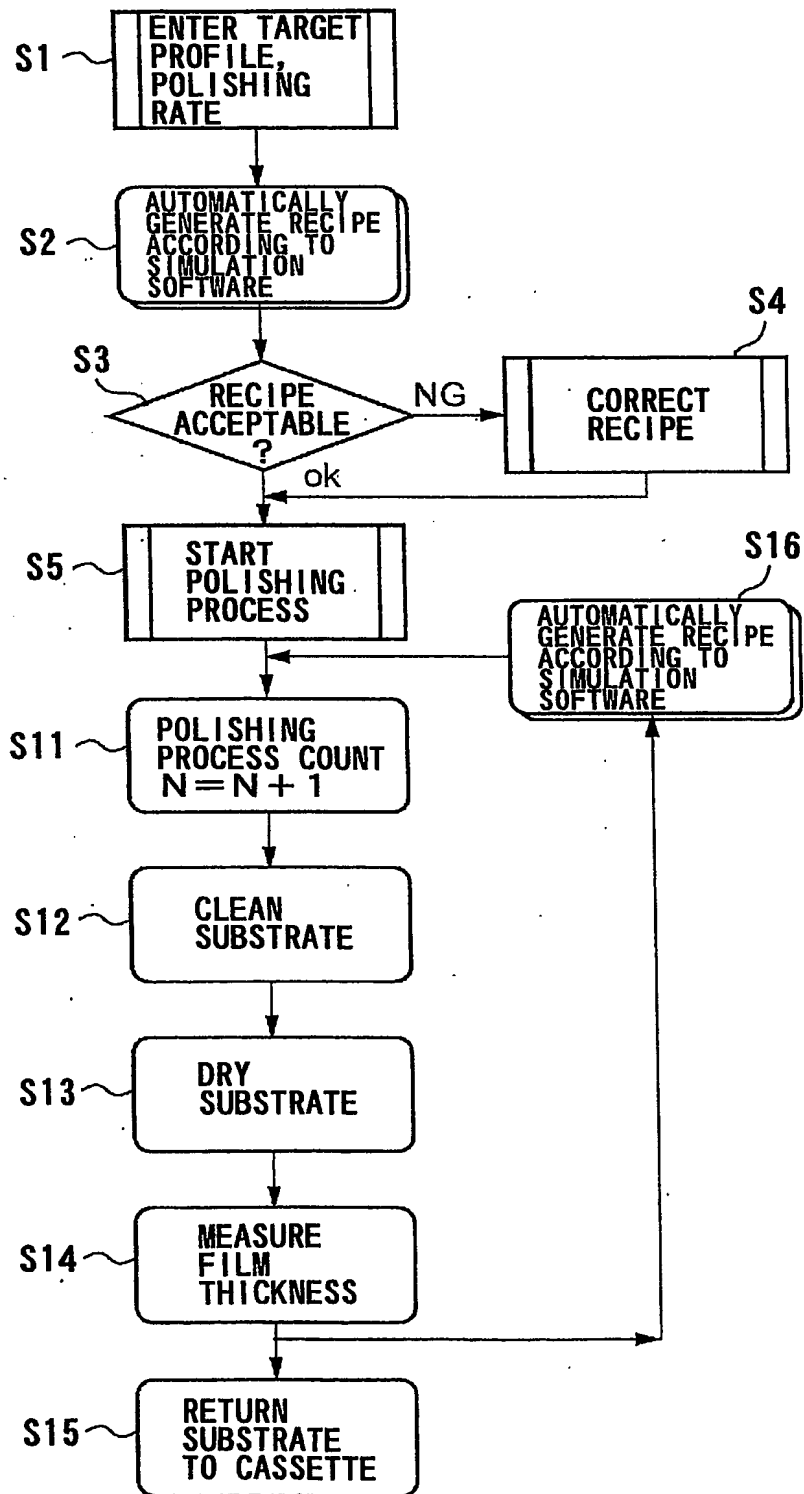 S1
ENTER TARGET
PROFILE,
POLISHING
RATE
S2
AUTOMATICALLY
GENERATE RECIPE
ACCORDING TO
SIMULATION
SOFTWARE
S3
RECIPE
ACCEPTABLE
?
NG
ok
S4
CORRECT
RECIPE
S5
START
POLISHING
PROCESS
S16
AUTOMATICALLY
GENERATE RECIPE
ACCORDING TO
SIMULATION
SOFTWARE
S11
POLISHING
PROCESS COUNT
N=N+1
S12
CLEAN
SUBSTRATE
S13
DRY
SUBSTRATE
S14
MEASURE
FILM
THICKNESS
S15
RETURN
SUBSTRATE
TO CASSETTE